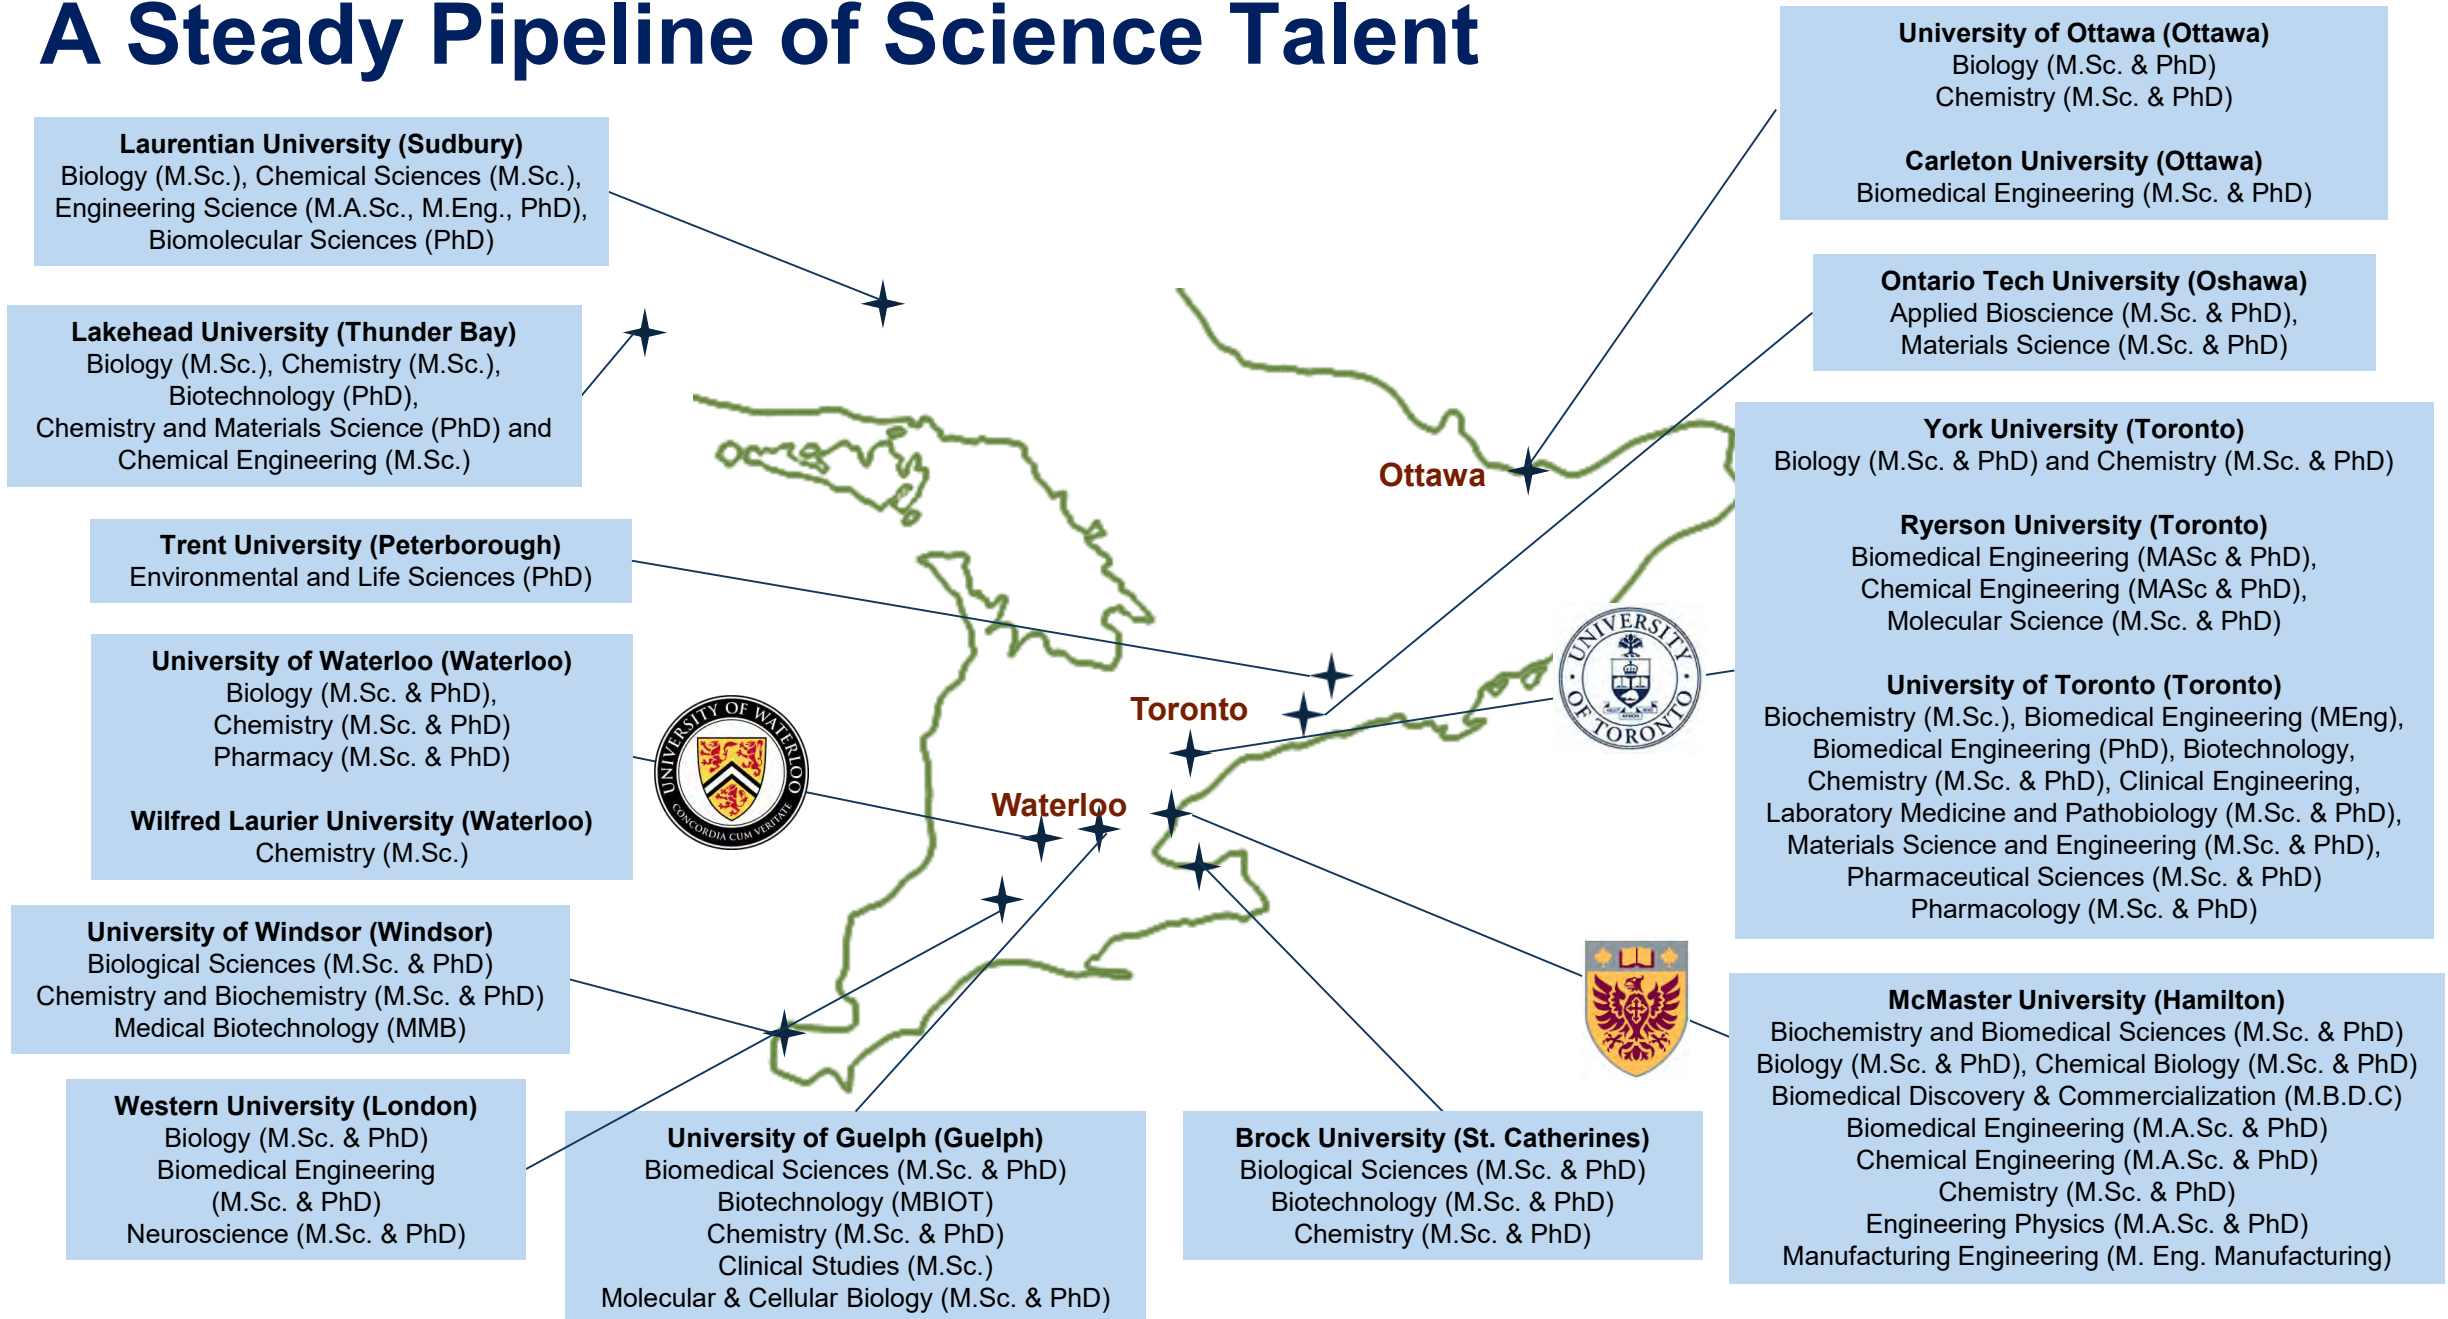 A Steady Pipeline of Science Talent
Laurentian University (Sudbury)
Biology (M.Sc.), Chemical Sciences (M.Sc.),
Engineering Science (M.A.Sc., M.Eng., PhD),
Biomolecular Sciences (PhD)
Lakehead University (Thunder Bay)
Biology (M.Sc.), Chemistry (M.Sc.),
Biotechnology (PhD),
Chemistry and Materials Science (PhD) and
Chemical Engineering (M.Sc.)
Trent University (Peterborough)
Environmental and Life Sciences (PhD)
University of Waterloo (Waterloo)
Biology (M.Sc. & PhD),
Chemistry (M.Sc. & PhD)
Pharmacy (M.Sc. & PhD)
Wilfred Laurier University (Waterloo)
Chemistry (M.Sc.)
University of Windsor (Windsor)
Biological Sciences (M.Sc. & PhD)
Chemistry and Biochemistry (M.Sc. & PhD)
Medical Biotechnology (MMB)
Western University (London)
Biology (M.Sc. & PhD)
Biomedical Engineering
(M.Sc. & PhD)
Neuroscience (M.Sc. & PhD)
University of Guelph (Guelph)
Biomedical Sciences (M.Sc. & PhD)
Biotechnology (MBIOT)
Chemistry (M.Sc. & PhD)
Clinical Studies (M.Sc.)
Molecular & Cellular Biology (M.Sc. & PhD)
Brock University (St. Catherines)
Biological Sciences (M.Sc. & PhD)
Biotechnology (M.Sc. & PhD)
Chemistry (M.Sc. & PhD)
Ottawa
Toronto
Waterloo
UNIVERSITY OF WATERLOO
CONCORDIA CUM VERITATE
UNIVERSITY OF TORONTO
University of Ottawa (Ottawa)
Biology (M.Sc. & PhD)
Chemistry (M.Sc. & PhD)
Carleton University (Ottawa)
Biomedical Engineering (M.Sc. & PhD)
Ontario Tech University (Oshawa)
Applied Bioscience (M.Sc. & PhD),
Materials Science (M.Sc. & PhD)
York University (Toronto)
Biology (M.Sc. & PhD) and Chemistry (M.Sc. & PhD)
Ryerson University (Toronto)
Biomedical Engineering (MASc & PhD),
Chemical Engineering (MASc & PhD),
Molecular Science (M.Sc. & PhD)
University of Toronto (Toronto)
Biochemistry (M.Sc.), Biomedical Engineering (MEng),
Biomedical Engineering (PhD), Biotechnology,
Chemistry (M.Sc. & PhD), Clinical Engineering,
Laboratory Medicine and Pathobiology (M.Sc. & PhD),
Materials Science and Engineering (M.Sc. & PhD),
Pharmaceutical Sciences (M.Sc. & PhD)
Pharmacology (M.Sc. & PhD)
McMaster University (Hamilton)
Biochemistry and Biomedical Sciences (M.Sc. & PhD)
Biology (M.Sc. & PhD), Chemical Biology (M.Sc. & PhD)
Biomedical Discovery & Commercialization (M.B.D.C)
Biomedical Engineering (M.A.Sc. & PhD)
Chemical Engineering (M.A.Sc. & PhD)
Chemistry (M.Sc. & PhD)
Engineering Physics (M.A.Sc. & PhD)
Manufacturing Engineering (M. Eng. Manufacturing)